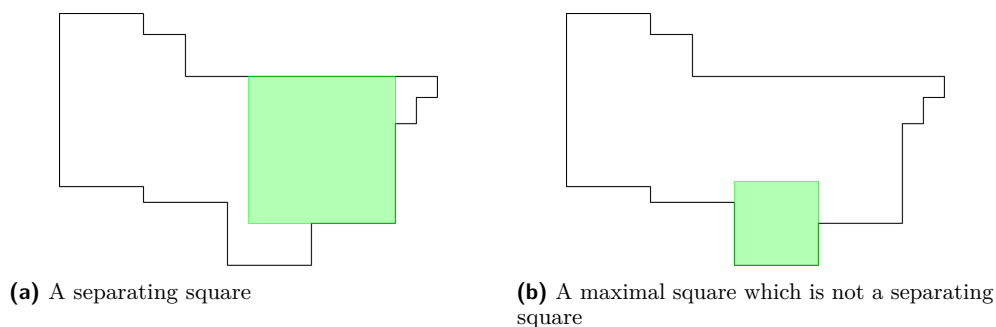 (a) A separating square
(b) A maximal square which is not a separating
square